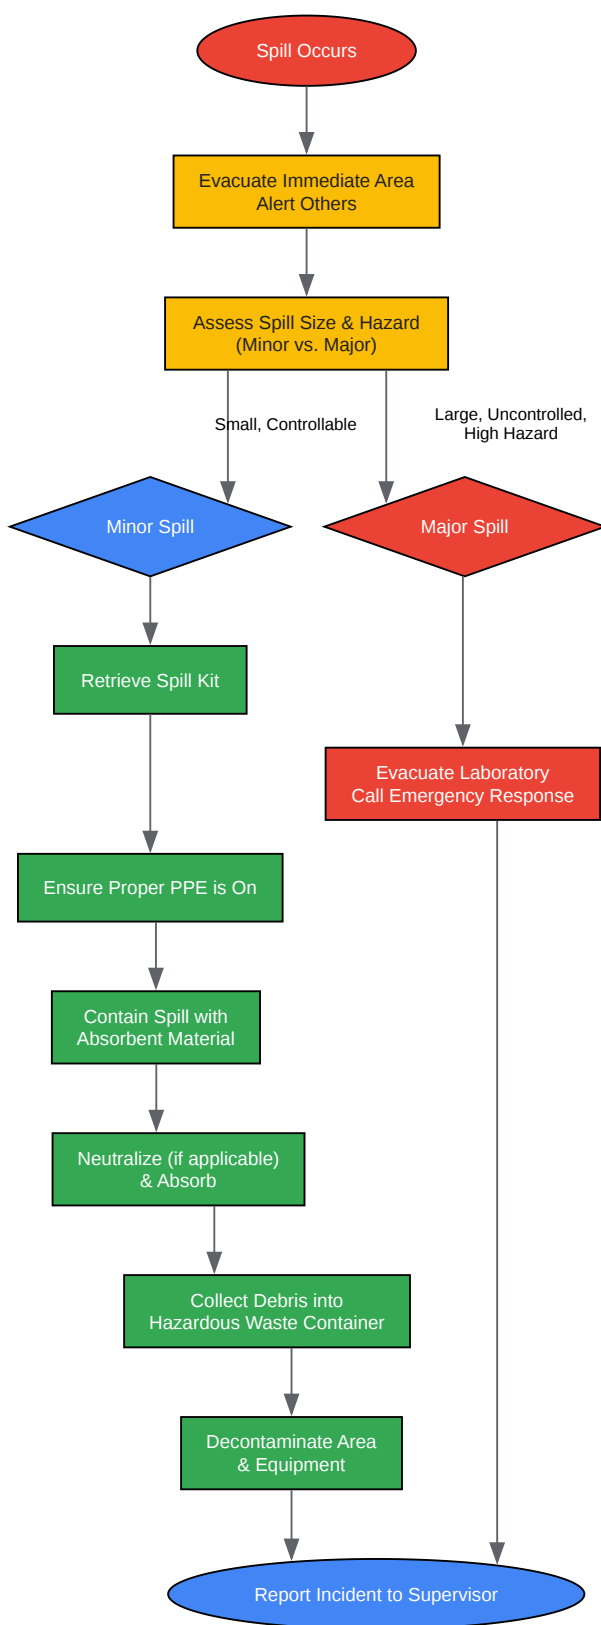 Spill Occurs
Evacuate Immediate Area
Alert Others
Assess Spill Size & Hazard
(Minor vs. Major)
Small, Controllable
Large, Uncontrolled,
High Hazard
Minor Spill
Major Spill
Retrieve Spill Kit
Evacuate Laboratory
Call Emergency Response
Ensure Proper PPE is On
Contain Spill with
Absorbent Material
Neutralize (if applicable)
& Absorb
Collect Debris into
Hazardous Waste Container
Decontaminate Area
& Equipment
Report Incident to Supervisor